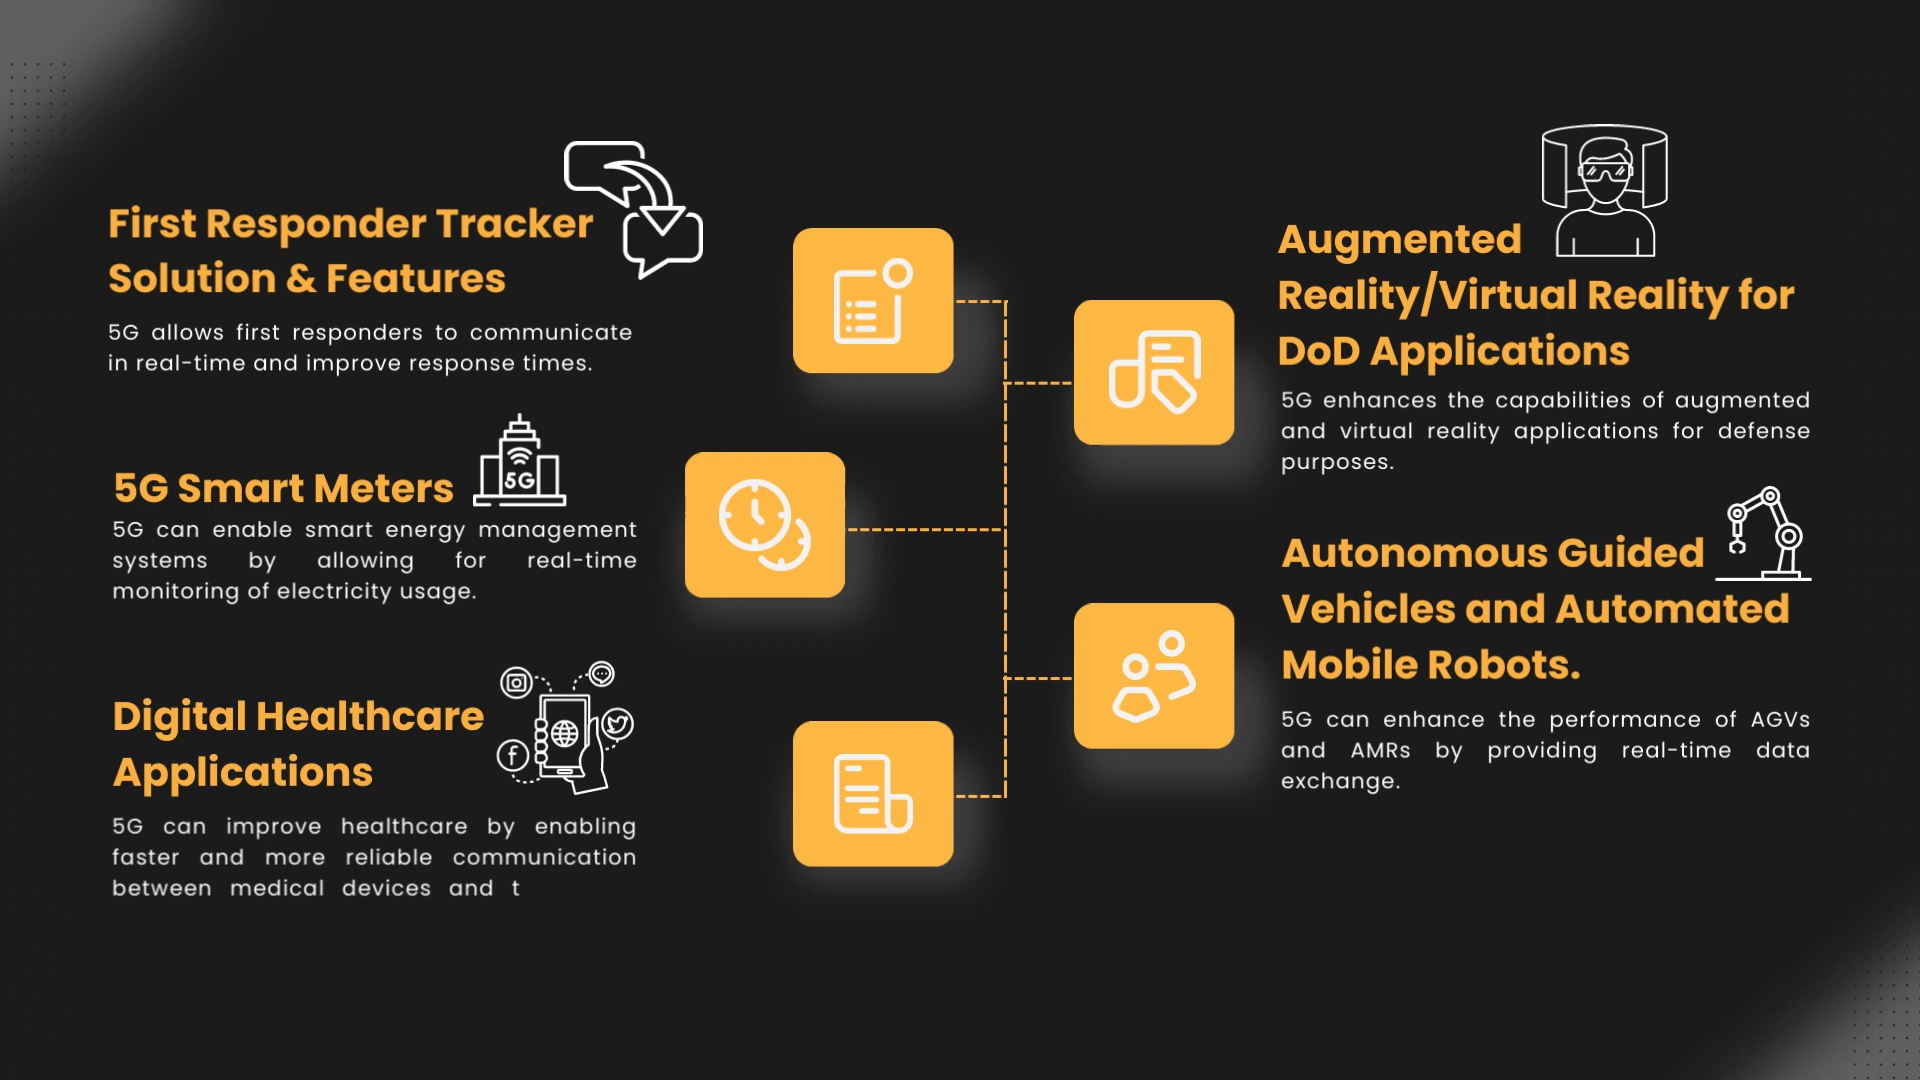 First Responder Tracker
Solution & Features
5G allows first responders to communicate
in real-time and improve response times.
5G Smart Meters
5G
5G can enable smart energy management
systems by allowing for real-time
monitoring of electricity usage.
Digital Healthcare
Applications
5G can improve healthcare by enabling
faster and more reliable communication
between medical devices and t
Augmented
Reality/Virtual Reality for
DoD Applications
5G enhances the capabilities of augmented
and virtual reality applications for defense
purposes.
Autonomous Guided
Vehicles and Automated
Mobile Robots.
5G can enhance the performance of AGVs
and AMRs by providing real-time data
exchange.